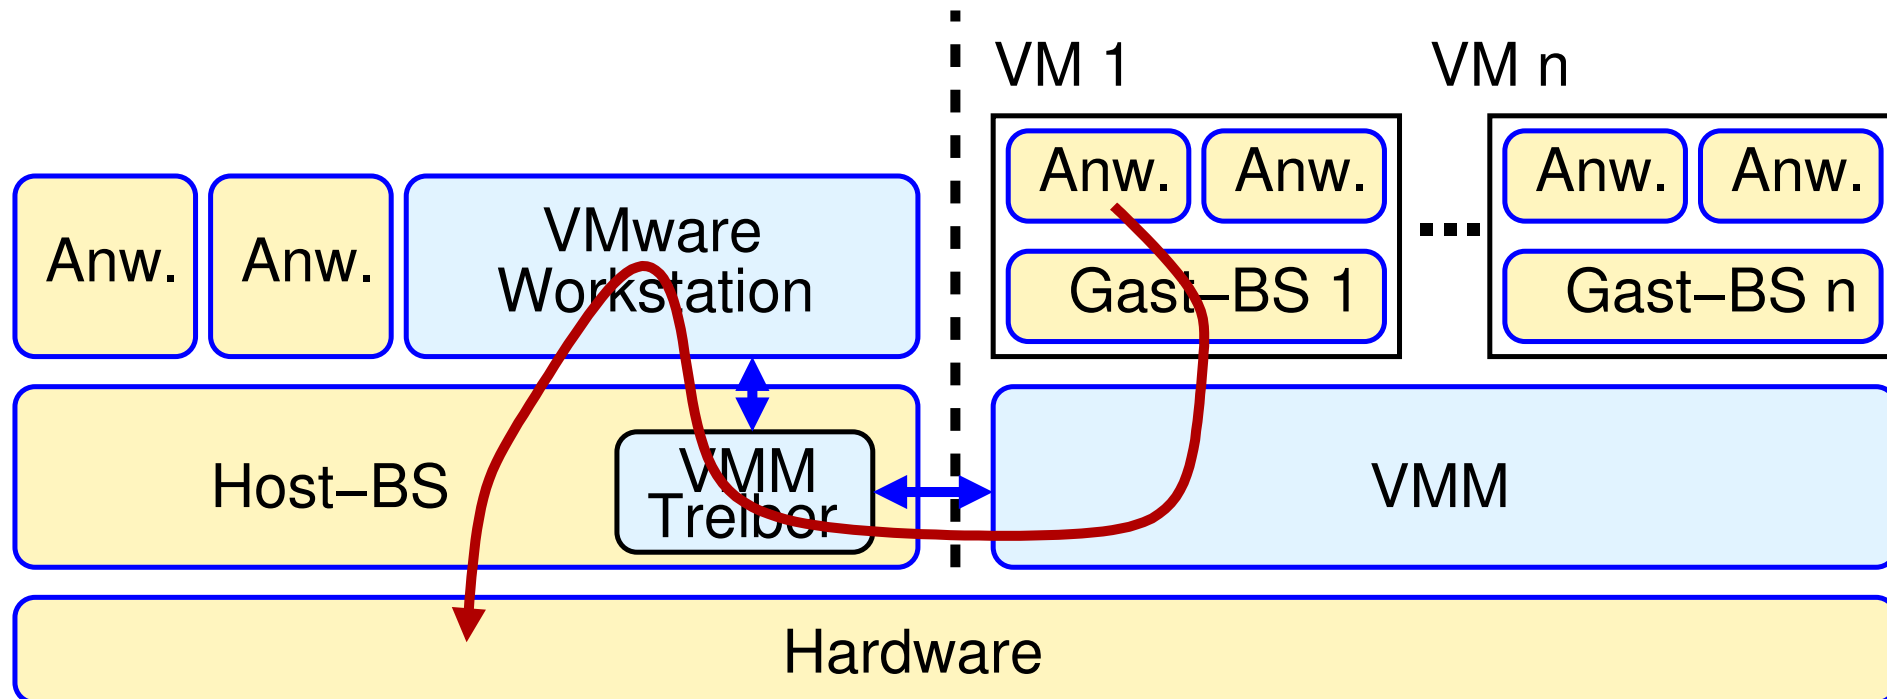 VM 1
VM n
Anw.
Anw.
Anw.
Anw.
Anw.
Anw.
VMware
Workstation
Gast–BS 1
Gast–BS n
Host–BS
VMM
Treiber
VMM
Hardware